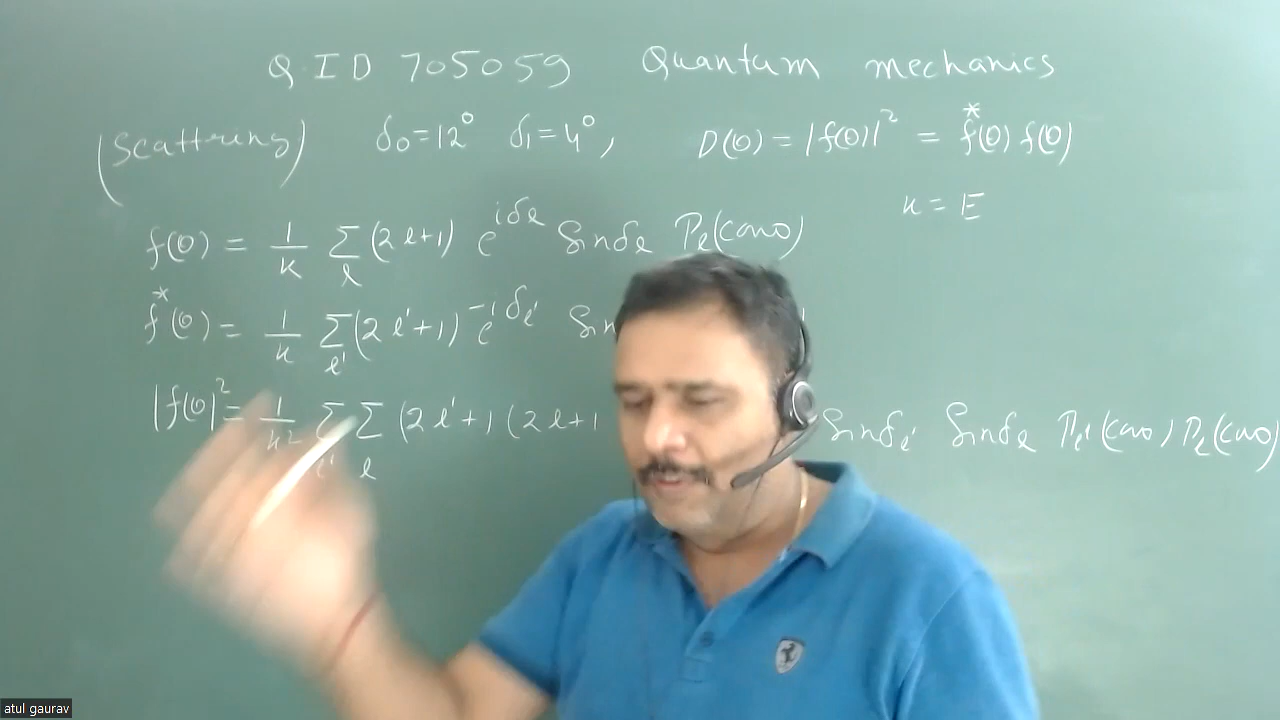 Q.ID 705059 Quantum mechanics
(Scattring) δ0=12° δ1=4°, D(θ) = |f(θ)|² = f*(θ) f(θ)
k = E
f(θ) = 1/k Σ_l (2l+1) e^{iδl} Sinδl Pl(cosθ)
f*(θ) = 1/k Σ_l' (2l'+1) e^{-iδl'} Sin
|f(θ)|² = 1/k² Σ_l' Σ_l (2l'+1 (2l+1 Sinδl' Sinδl Pl'(cosθ) Pl(cosθ)
atul gaurav